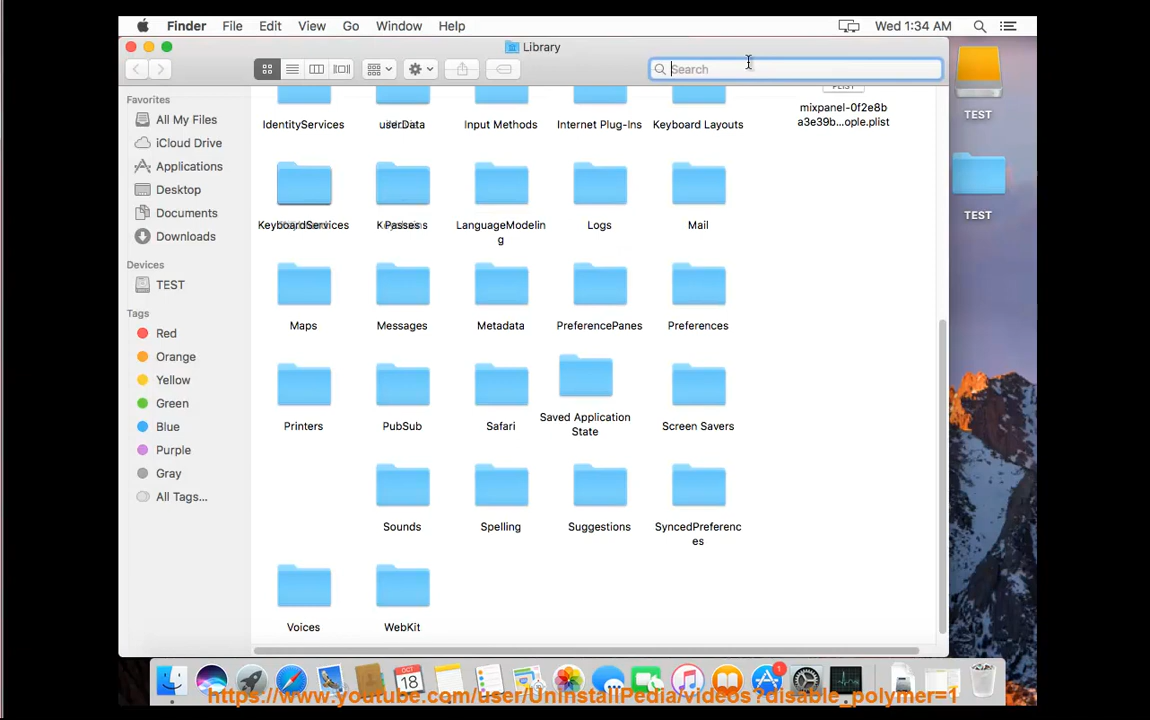 Finder File Edit View Go Window Help Wed 1:34 AM
Library
Search
Favorites
All My Files
iCloud Drive
Applications
Desktop
Documents
Downloads
Devices
TEST
Tags
Red
Orange
Yellow
Green
Blue
Purple
Gray
All Tags...
IdentityServices Input Methods Internet Plug-Ins Keyboard Layouts
mixpanel-0f2e8b
a3e39b...ople.plist
KeyboardServices LanguageModelin
g
Logs Mail
Maps Messages Metadata PreferencePanes Preferences
Printers PubSub Safari Saved Application
State
Screen Savers
Sounds Spelling Suggestions SyncedPreferenc
es
Voices WebKit
TEST
TEST
OCT
18
1
https://www.youtube.com/user/UninstallPedia/videos?disable_polymer=1